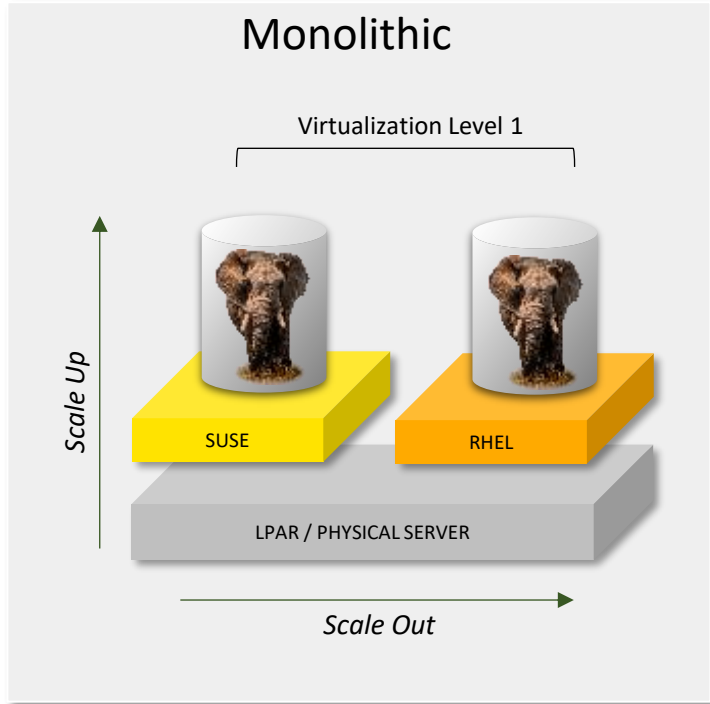 Monolithic
Virtualization Level 1
Scale Up
SUSE
RHEL
LPAR / PHYSICAL SERVER
Scale Out